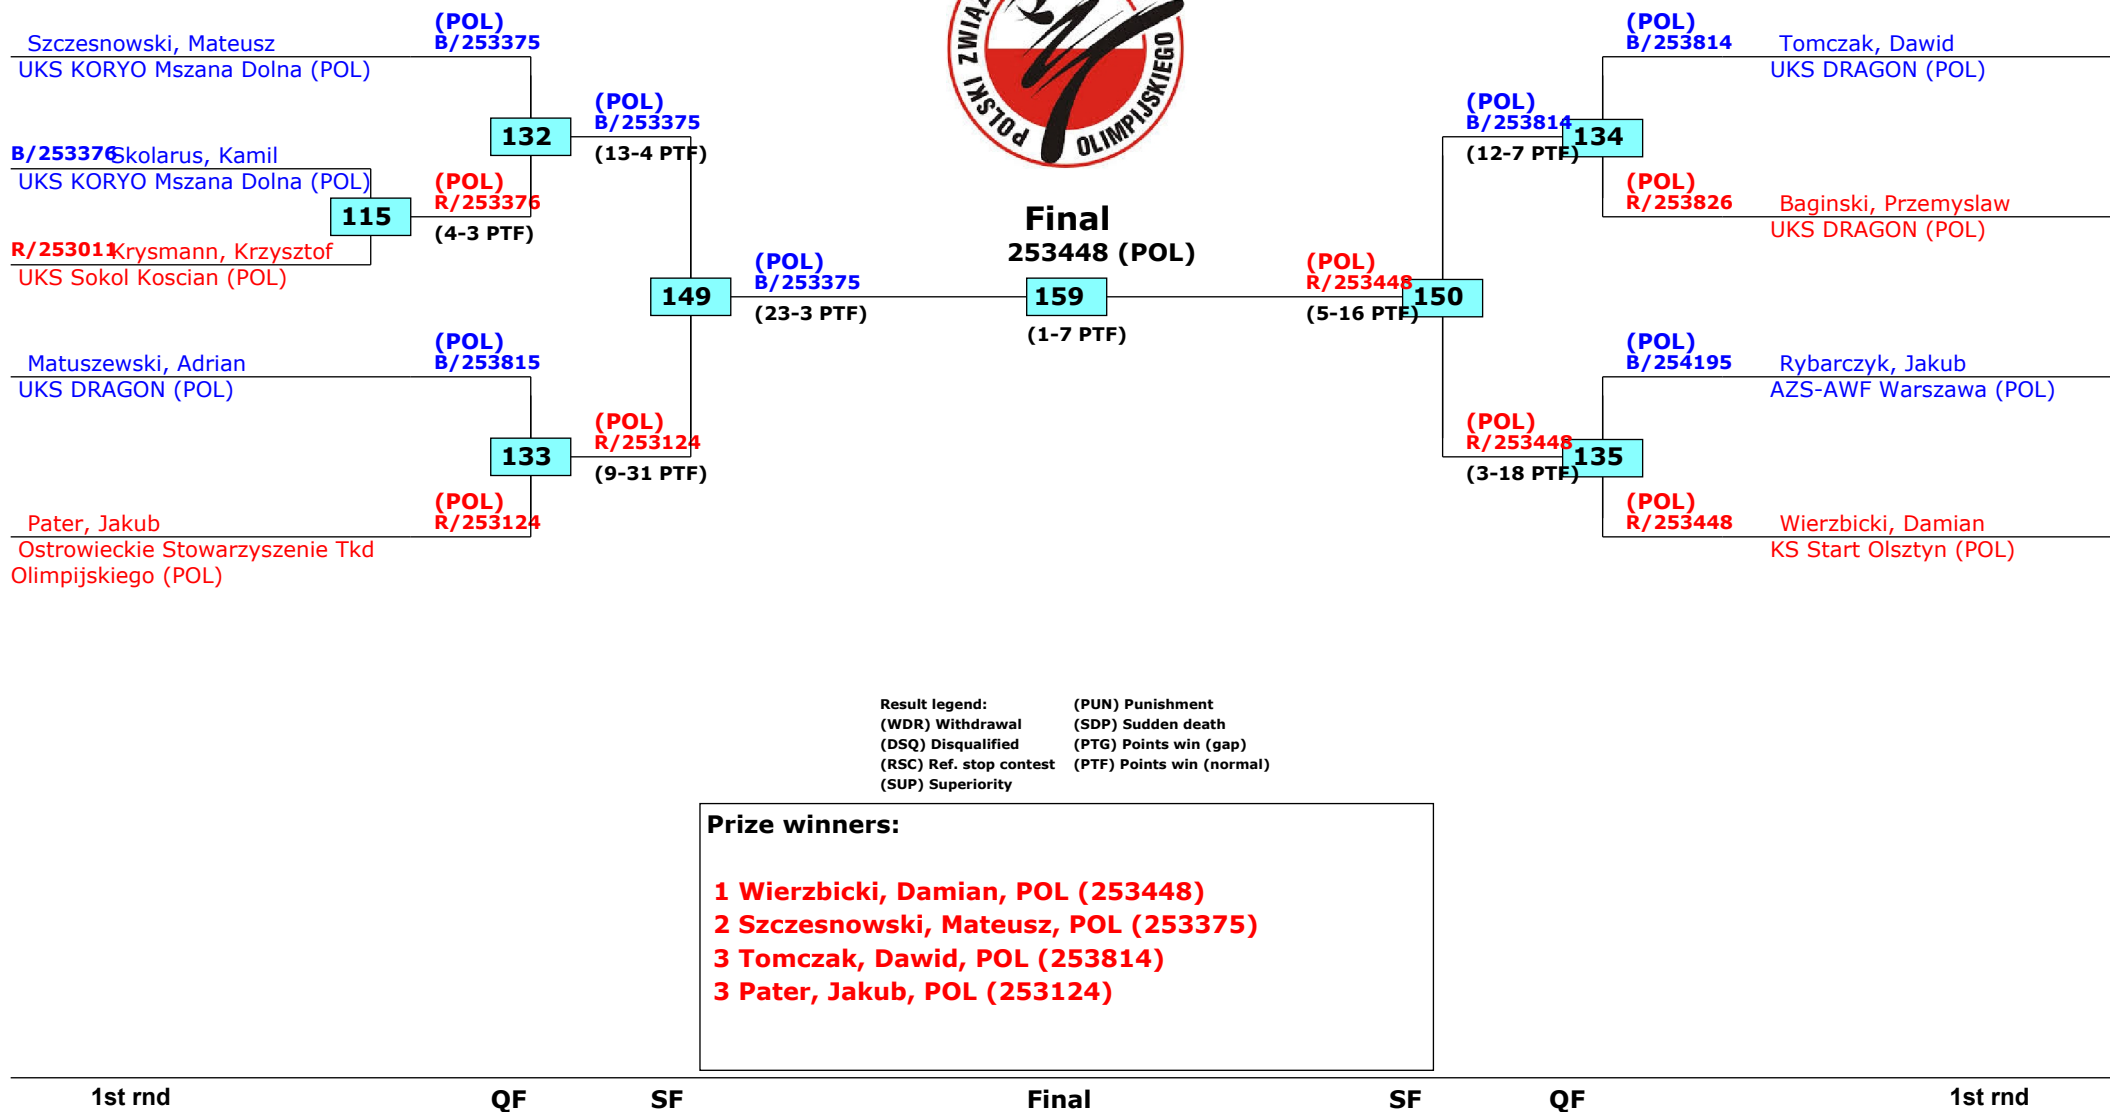 (POL)
B/253375
Szczesnowski, Mateusz
UKS KORYO Mszana Dolna (POL)
(POL)
B/253375
132
(13-4 PTF)
B/253376 Skolarus, Kamil
UKS KORYO Mszana Dolna (POL)
(POL)
R/253376
115
(4-3 PTF)
R/253011 Krysmann, Krzysztof
UKS Sokol Koscian (POL)
(POL)
B/253375
149
(23-3 PTF)
(POL)
B/253815
Matuszewski, Adrian
UKS DRAGON (POL)
(POL)
R/253124
133
(9-31 PTF)
(POL)
R/253124
Pater, Jakub
Ostrowieckie Stowarzyszenie Tkd
Olimpijskiego (POL)
POLSKI ZWIĄZ
OLIMPIJSKIEGO
Final
253448 (POL)
159
(1-7 PTF)
(POL)
B/253814
Tomczak, Dawid
UKS DRAGON (POL)
(POL)
B/253814
134
(12-7 PTF)
(POL)
R/253826
Baginski, Przemyslaw
UKS DRAGON (POL)
(POL)
R/253448
150
(5-16 PTF)
(POL)
B/254195
Rybarczyk, Jakub
AZS-AWF Warszawa (POL)
(POL)
R/253448
135
(3-18 PTF)
(POL)
R/253448
Wierzbicki, Damian
KS Start Olsztyn (POL)
Result legend: (PUN) Punishment
(WDR) Withdrawal (SDP) Sudden death
(DSQ) Disqualified (PTG) Points win (gap)
(RSC) Ref. stop contest (PTF) Points win (normal)
(SUP) Superiority
Prize winners:
1 Wierzbicki, Damian, POL (253448)
2 Szczesnowski, Mateusz, POL (253375)
3 Tomczak, Dawid, POL (253814)
3 Pater, Jakub, POL (253124)
1st rnd QF SF Final SF QF 1st rnd